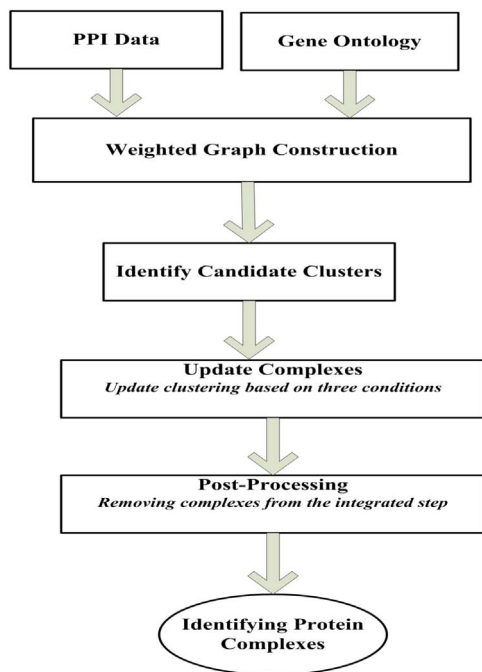 PPI Data
Gene Ontology
Weighted Graph Construction
Identify Candidate Clusters
Update Complexes
Update clustering based on three conditions
Post-Processing
Removing complexes from the integrated step
Identifying Protein
Complexes